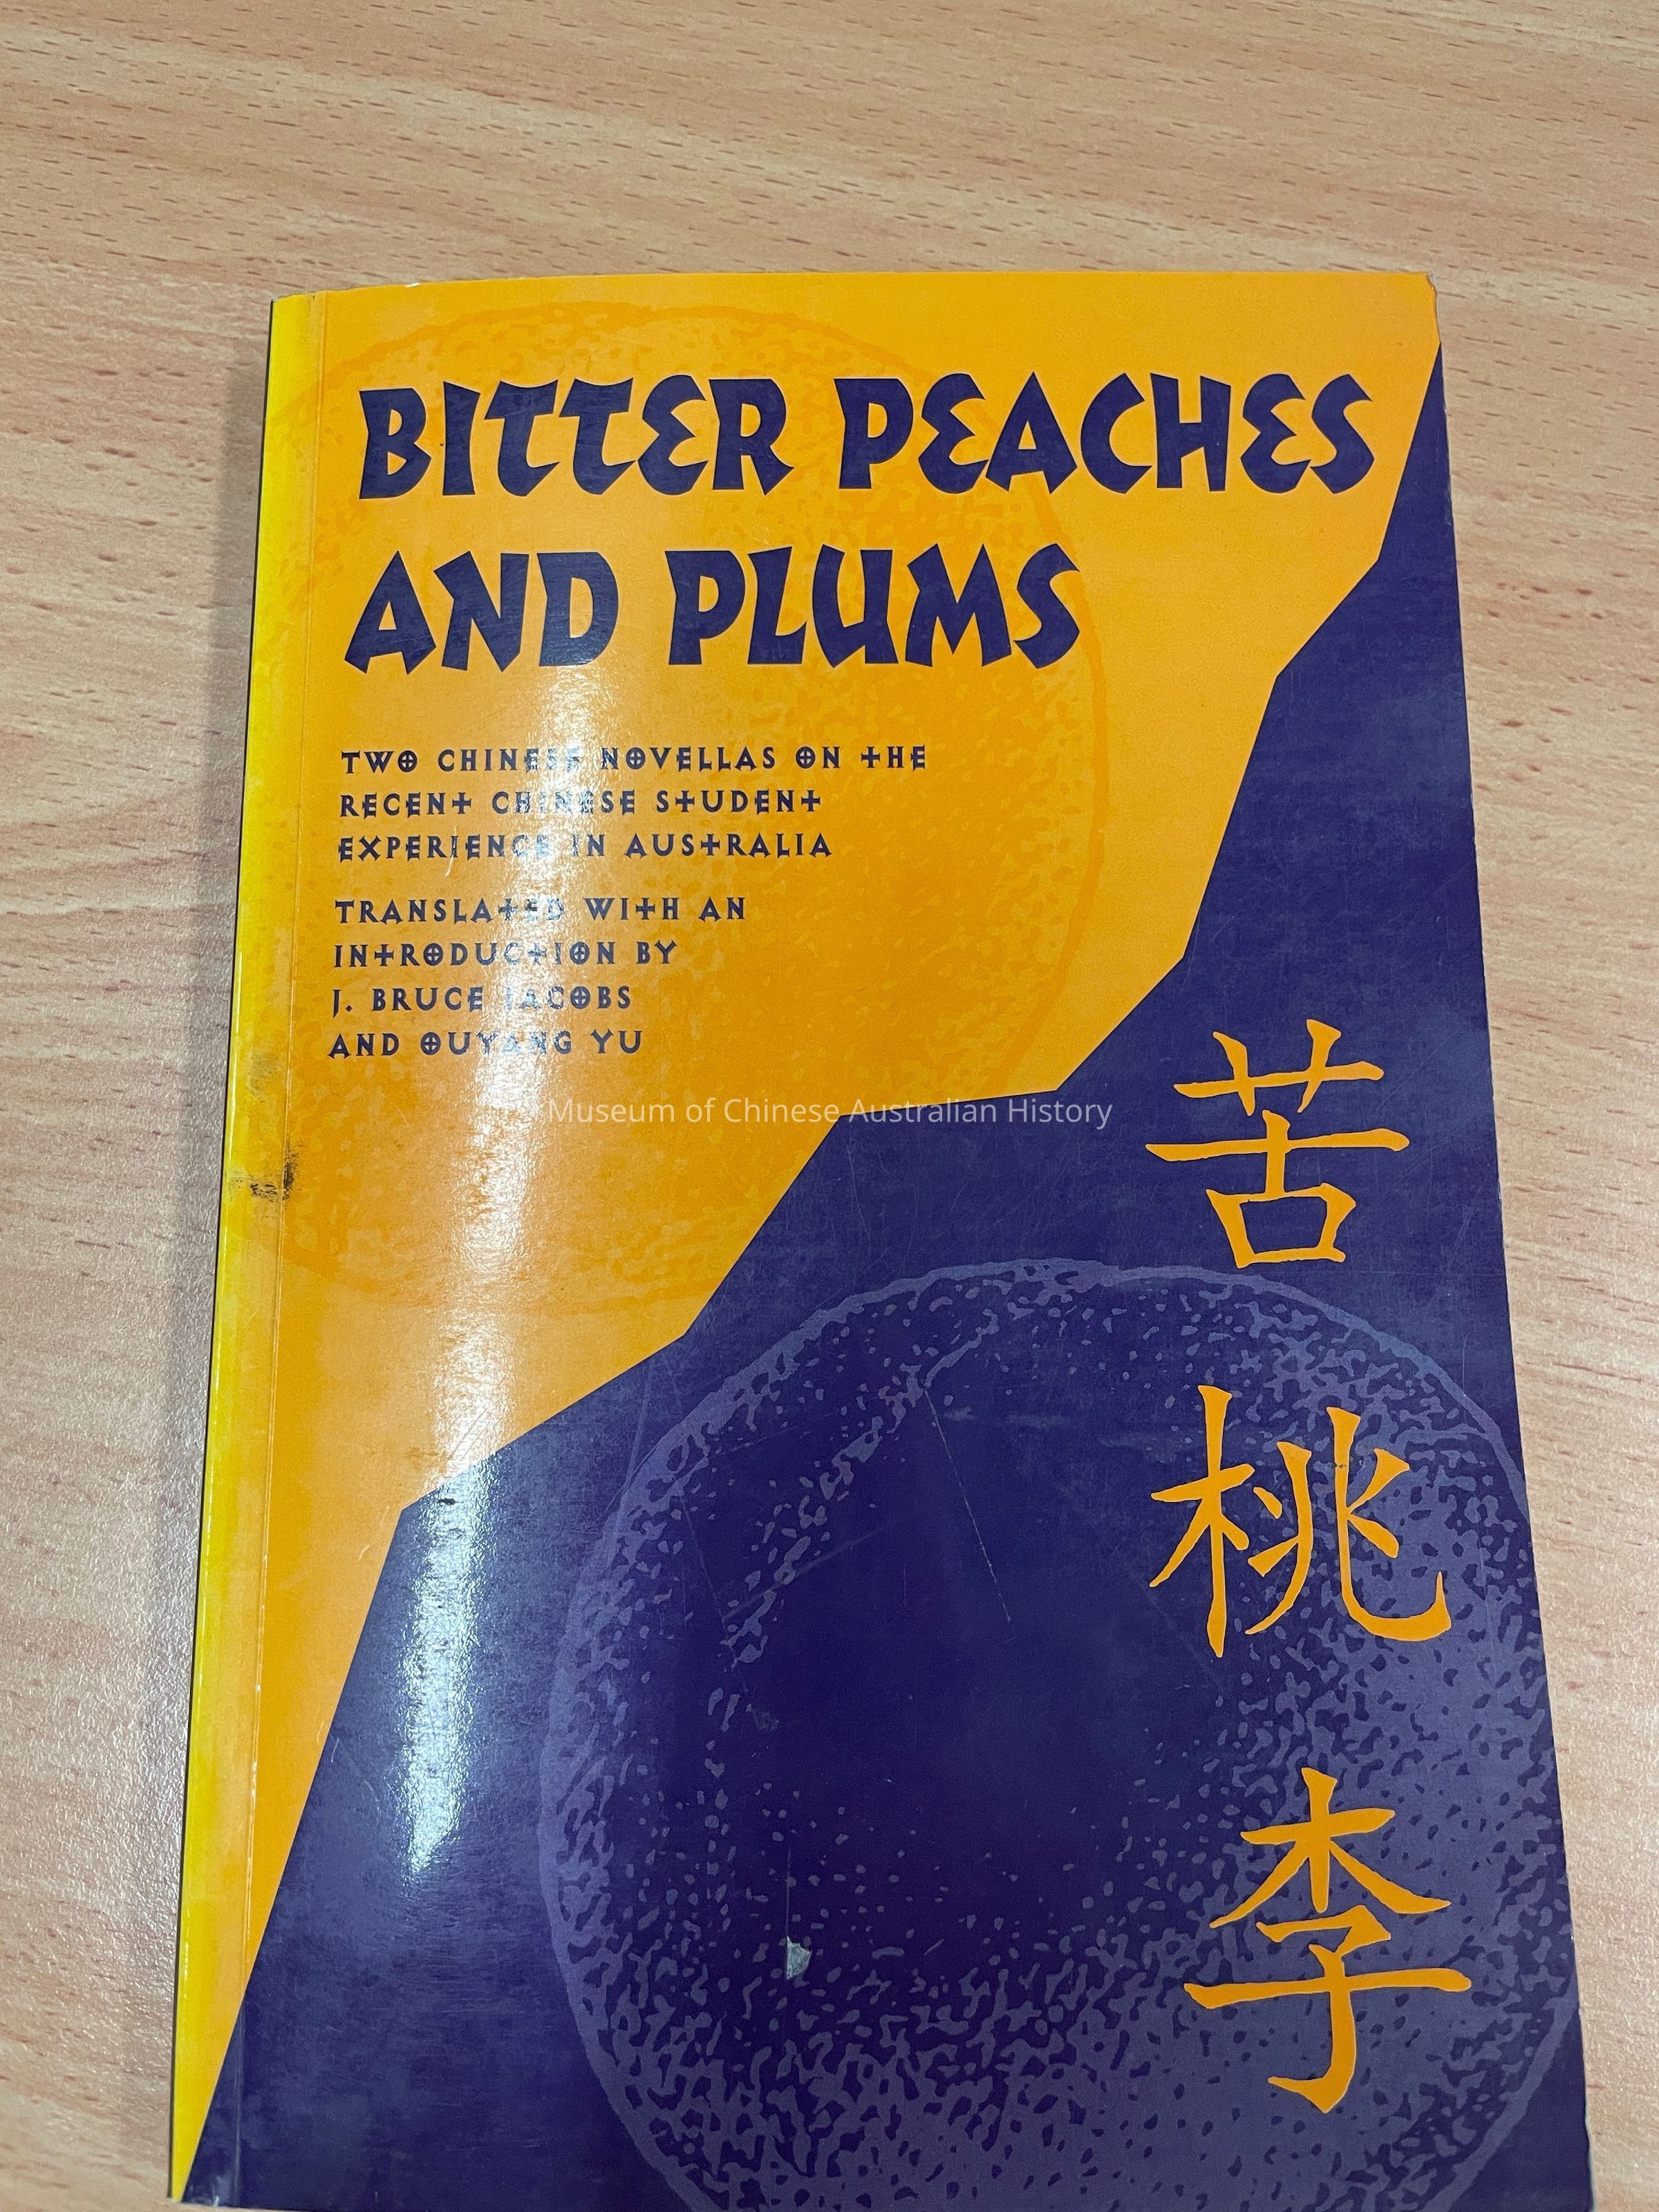 BITTER PEACHES
AND PLUMS
TWO CHINESE NOVELLAS ON THE
RECENT CHINESE STUDENT
EXPERIENCE IN AUSTRALIA
TRANSLATED WITH AN
INTRODUCTION BY
J. BRUCE JACOBS
AND OUYANG YU
Museum of Chinese Australian History
苦
桃
李